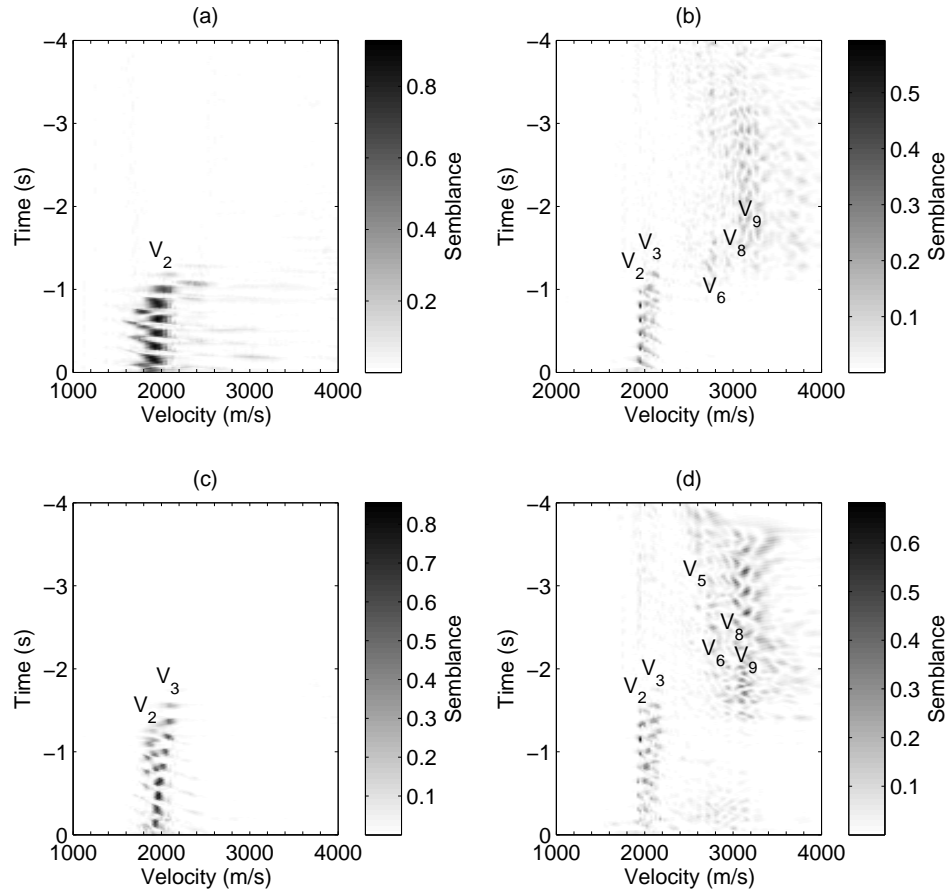 (a)
−4
−3
−2
−1
0
Time (s)
1000 2000 3000 4000
Velocity (m/s)
V2
0.8
0.6
0.4
0.2
Semblance
(b)
−4
−3
−2
−1
0
Time (s)
2000 2000 3000 4000
Velocity (m/s)
V9
V8
V3
V2
V6
0.5
0.4
0.3
0.2
0.1
0
Semblance
(c)
−4
−3
−2
−1
0
Time (s)
1000 2000 3000 4000
Velocity (m/s)
V3
V2
0.8
0.7
0.6
0.5
0.4
0.3
0.2
0.1
Semblance
(d)
−4
−3
−2
−1
0
Time (s)
1000 2000 3000 4000
Velocity (m/s)
V5
V8
V6
V9
V3
V2
0.6
0.5
0.4
0.3
0.2
0.1
Semblance